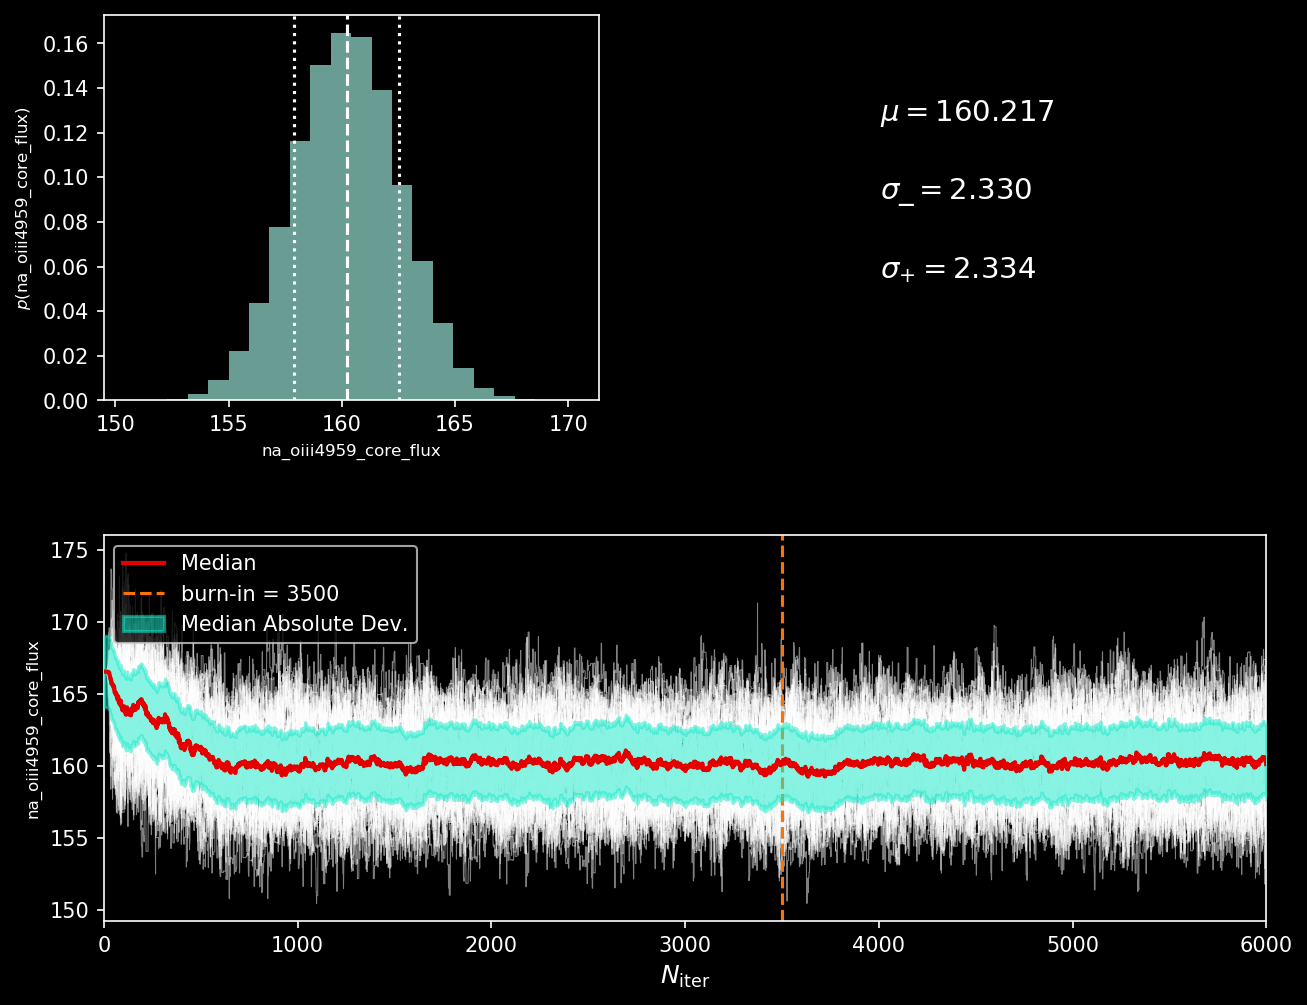 0.16
0.14
0.12
0.10
0.08
0.06
0.04
0.02
0.00
p(na_oiii4959_core_flux)
150 155 160 165 170
na_oiii4959_core_flux
μ = 160.217
σ_− = 2.330
σ_+ = 2.334
175
170
165
160
155
150
na_oiii4959_core_flux
Median
burn-in = 3500
Median Absolute Dev.
0 1000 2000 3000 4000 5000 6000
N_iter